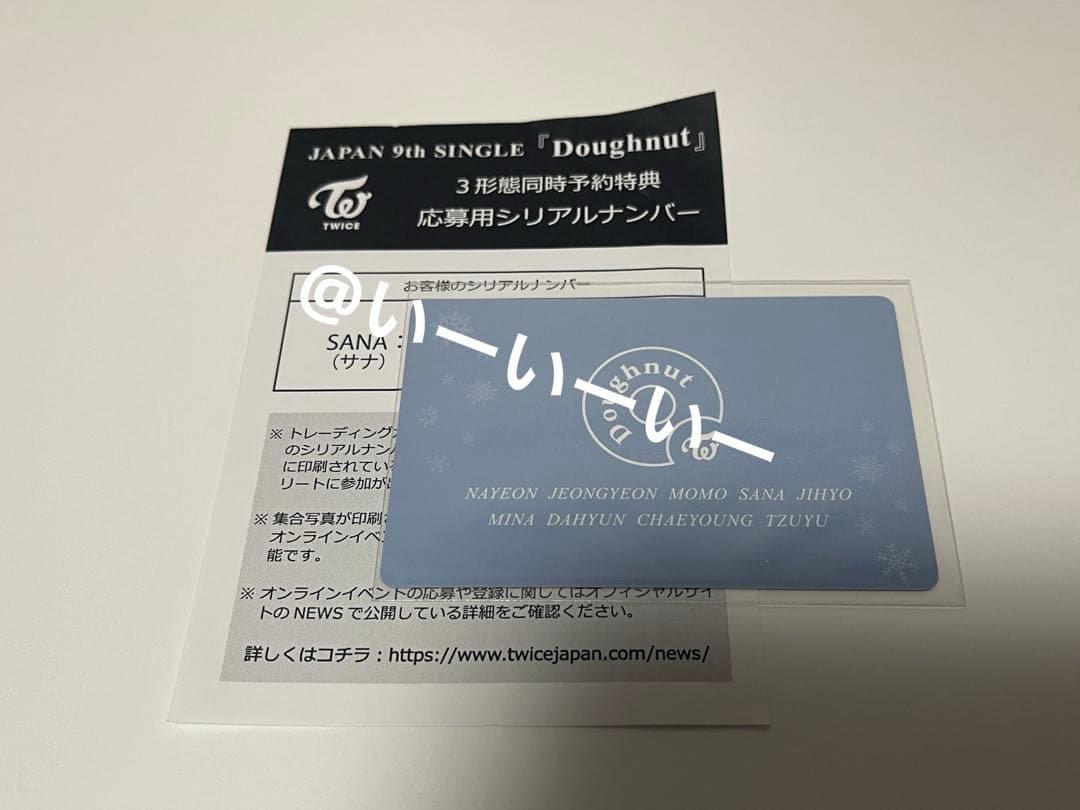 JAPAN 9th SINGLE『Doughnut』
TWICE
3形態同時予約特典
応募用シリアルナンバー
お客様のシリアルナンバー
SANA：
（サナ）
@いーいーいー
Doughnut
NAYEON JEONGYEON MOMO SANA JIHYO
MINA DAHYUN CHAEYOUNG TZUYU
※ トレーディング
のシリアルナン
に印刷されてい
リートに参加が
※ 集合写真が印刷
オンラインイベ
能です。
※ オンラインイベントの応募や登録に関してはオフィシャルサイ
トの NEWS で公開している詳細をご確認ください。
詳しくはコチラ：https://www.twicejapan.com/news/